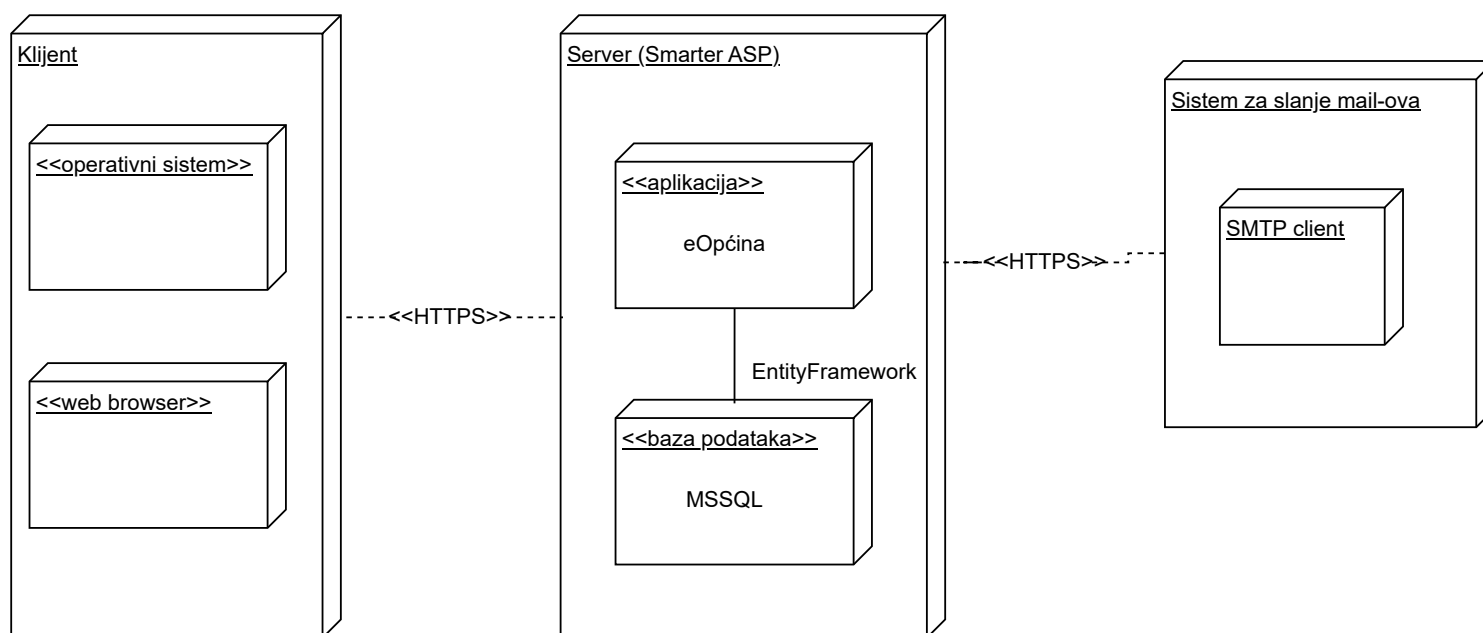 Klijent
<<operativni sistem>>
<<web browser>>
<<HTTPS>>
Server (Smarter ASP)
<<aplikacija>>
eOpćina
EntityFramework
<<baza podataka>>
MSSQL
<<HTTPS>>
Sistem za slanje mail-ova
SMTP client